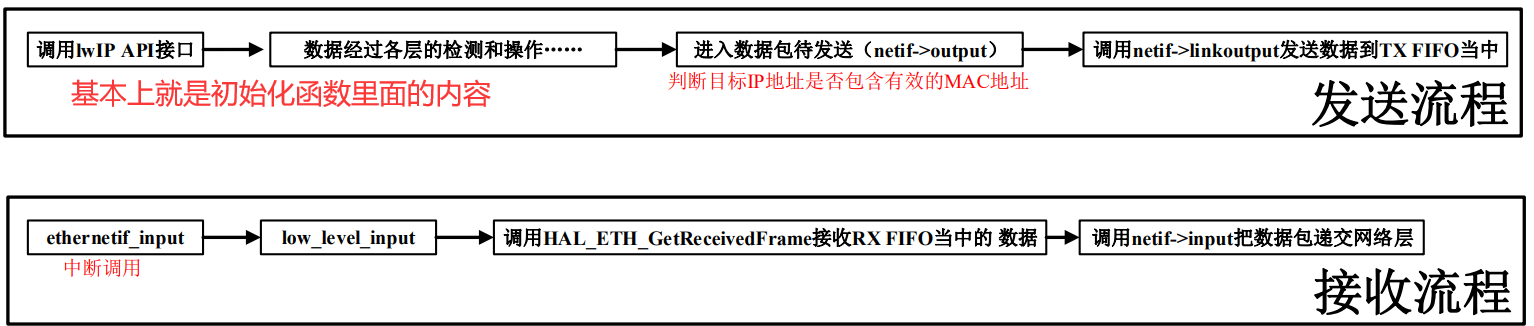 调用lwIP API接口
数据经过各层的检测和操作……
进入数据包待发送（netif->output）
调用netif->linkoutput发送数据到TX FIFO当中
基本上就是初始化函数里面的内容
判断目标IP地址是否包含有效的MAC地址
发送流程
ethernetif_input
low_level_input
调用HAL_ETH_GetReceivedFrame接收RX FIFO当中的 数据
调用netif->input把数据包递交网络层
中断调用
接收流程